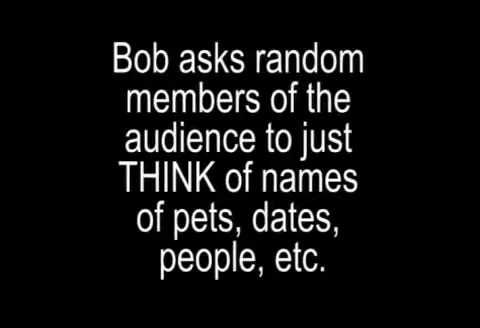 Bob asks random
members of the
audience to just
THINK of names
of pets, dates,
people, etc.